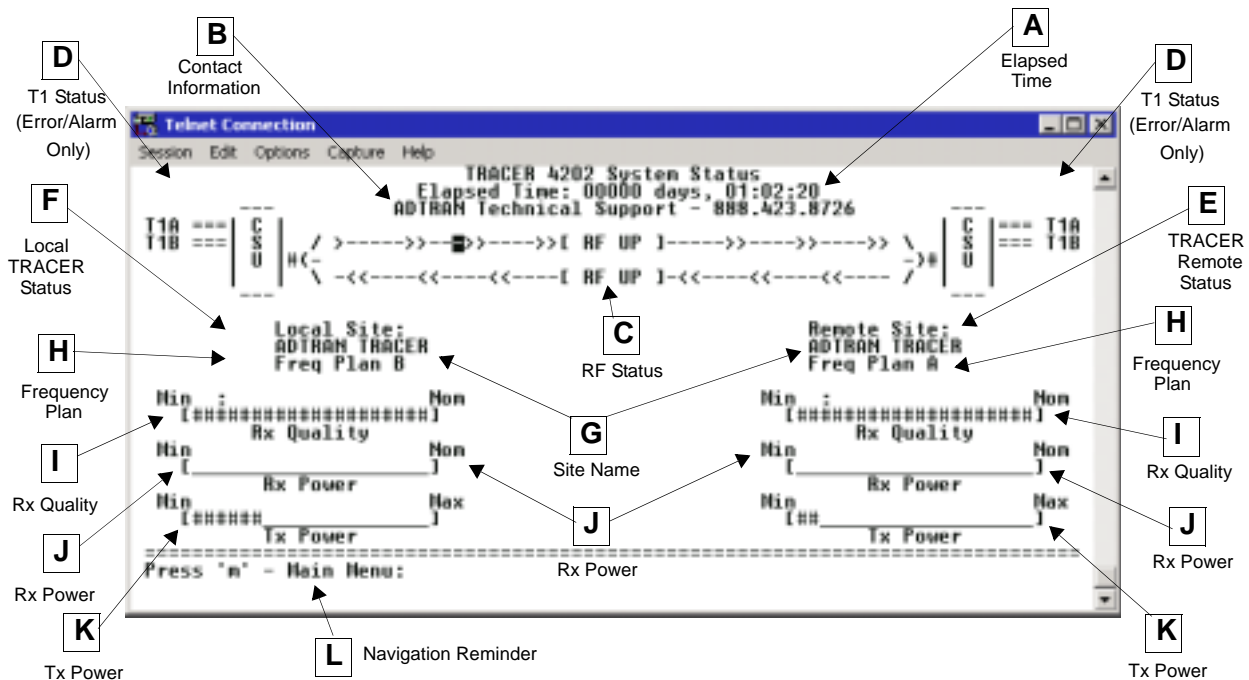 B
Contact
Information
A
Elapsed
Time
D
T1 Status
(Error/Alarm
Only)
D
T1 Status
(Error/Alarm
Only)
Telnet Connection
Session Edit Options Capture Help
TRACER 4202 System Status
Elapsed Time: 00000 days, 01:02:20
ADTRAN Technical Support - 888.423.8726
F
Local
TRACER
Status
E
TRACER
Remote
Status
T1A === | C | / >----->>--->>---->>[ RF UP ]----->>---->>---->> \ | C | === T1A
T1B === | S | H(- -)H | S | === T1B
| U | \ -<<----<<----<<----[ RF UP ]-<<----<<----<<---- / | U |
C
RF Status
Local Site:
ADTRAN TRACER
Freq Plan B
Remote Site:
ADTRAN TRACER
Freq Plan A
H
Frequency
Plan
H
Frequency
Plan
G
Site Name
Min : Nom
[####################]
Rx Quality
Min : Nom
[####################]
Rx Quality
I
Rx Quality
I
Rx Quality
Min Nom
[____________________]
Rx Power
Min Nom
[____________________]
Rx Power
J
Rx Power
J
Rx Power
J
Rx Power
Min Max
[######______________]
Tx Power
Min Max
[##__________________]
Tx Power
K
Tx Power
K
Tx Power
Press 'm' - Main Menu:
L
Navigation Reminder